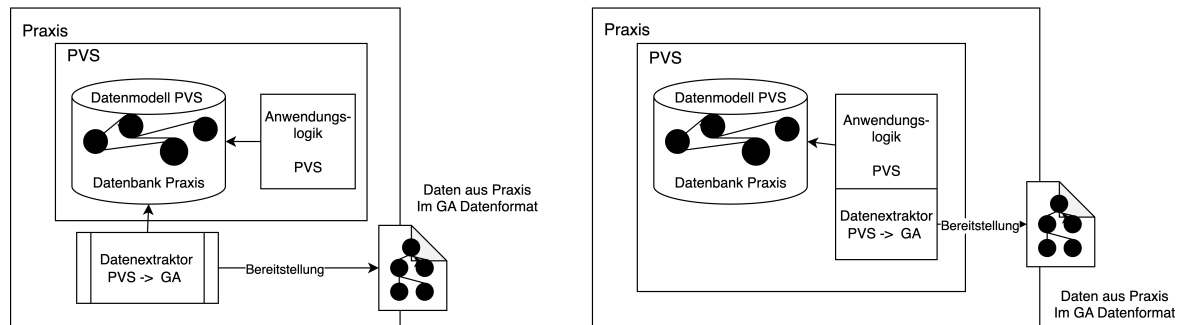 Praxis
PVS
Datenmodell PVS
Datenbank Praxis
Anwendungs-
logik
PVS
Datenextraktor
PVS -> GA
Bereitstellung
Daten aus Praxis
Im GA Datenformat
Praxis
PVS
Datenmodell PVS
Datenbank Praxis
Anwendungs-
logik
PVS
Datenextraktor
PVS -> GA
Bereitstellung
Daten aus Praxis
Im GA Datenformat